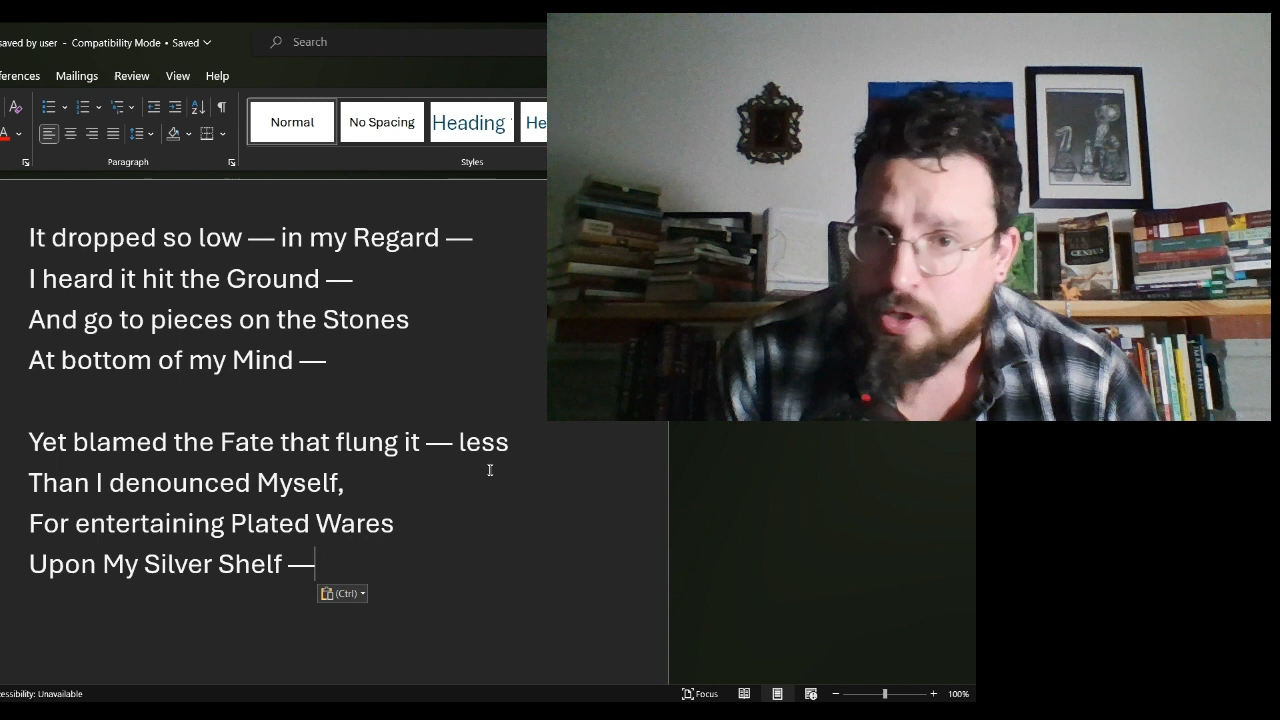 saved by user - Compatibility Mode • Saved
Search
ferences Mailings Review View Help
Normal
No Spacing
Heading
He
Paragraph
Styles
GENIUS
MARTIAN
It dropped so low — in my Regard —
I heard it hit the Ground —
And go to pieces on the Stones
At bottom of my Mind —
Yet blamed the Fate that flung it — less
Than I denounced Myself,
For entertaining Plated Wares
Upon My Silver Shelf —
(Ctrl)
cessibility: Unavailable
Focus
100%